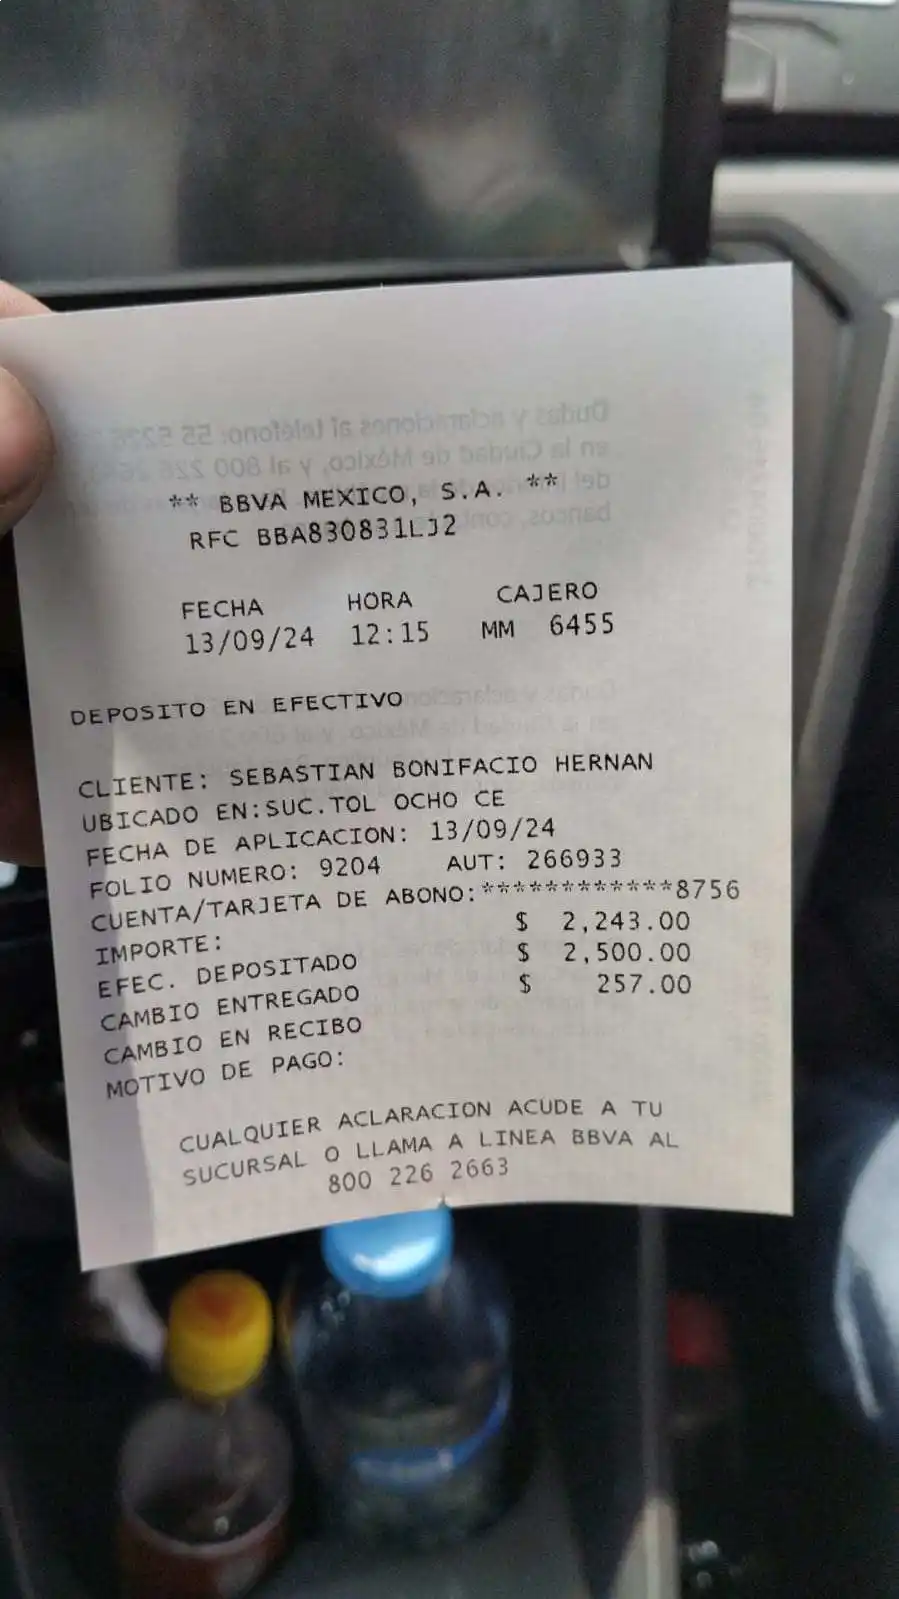 ** BBVA MEXICO, S.A. **
RFC BBA830831LJ2
FECHA HORA CAJERO
13/09/24 12:15 MM 6455
DEPOSITO EN EFECTIVO
CLIENTE: SEBASTIAN BONIFACIO HERNAN
UBICADO EN:SUC.TOL OCHO CE
FECHA DE APLICACION: 13/09/24
FOLIO NUMERO: 9204 AUT: 266933
CUENTA/TARJETA DE ABONO:************8756
IMPORTE: $ 2,243.00
EFEC. DEPOSITADO $ 2,500.00
CAMBIO ENTREGADO $ 257.00
CAMBIO EN RECIBO
MOTIVO DE PAGO:
CUALQUIER ACLARACION ACUDE A TU
SUCURSAL O LLAMA A LINEA BBVA AL
800 226 2663